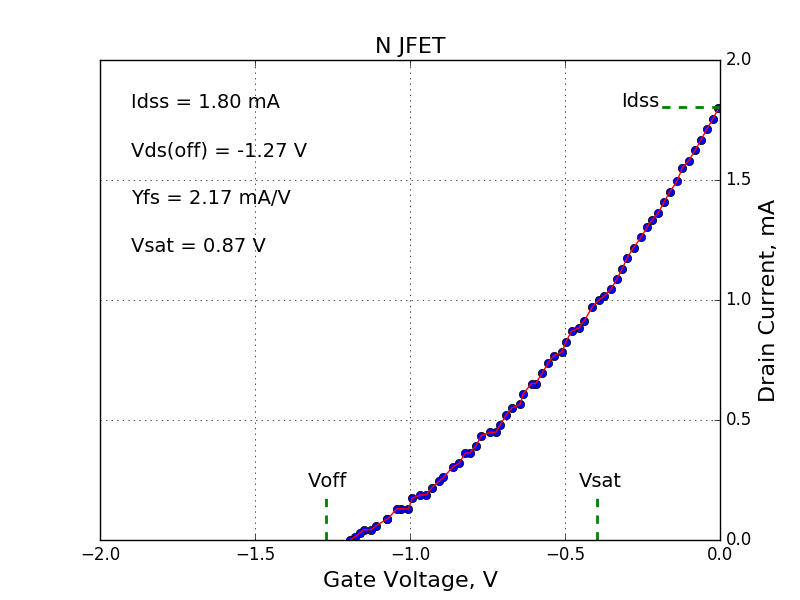 N JFET
Idss = 1.80 mA
Vds(off) = -1.27 V
Yfs = 2.17 mA/V
Vsat = 0.87 V
Idss
Voff
Vsat
2.0
1.5
1.0
0.5
0.0
Drain Current, mA
−2.0 −1.5 −1.0 −0.5 0.0
Gate Voltage, V